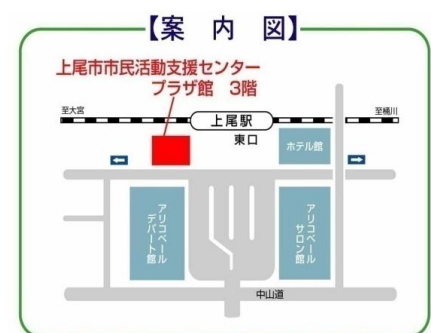 【案 内 図】
上尾市市民活動支援センター
プラザ館 3階
至大宮
至桶川
上尾駅
東口
ホテル館
アリコベール
デパート館
アリコベール
サロン館
中山道